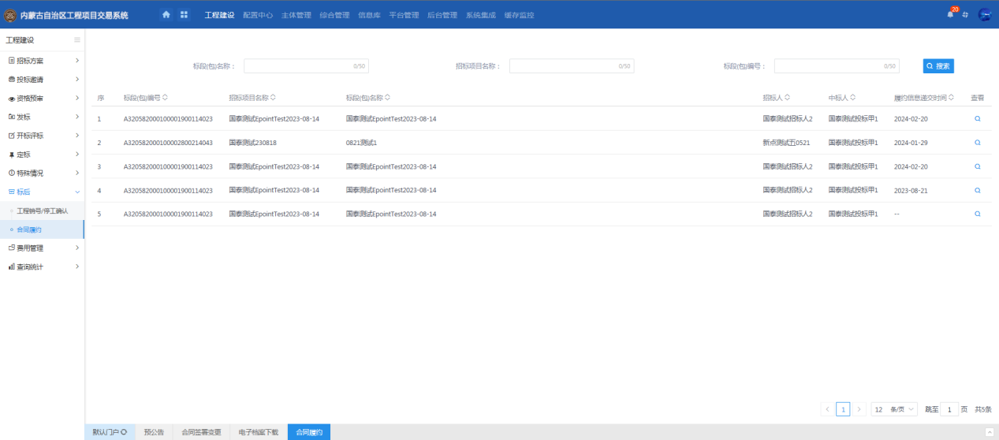 内蒙古自治区工程项目交易系统 工程建设 配置中心 主体管理 综合管理 信息库 平台管理 后台管理 系统集成 缓存监控 20
工程建设
招标方案
投标邀请
资格预审
发标
开标评标
定标
特殊情况
标后
工程销号/停工确认
合同履约
费用管理
查询统计
标段(包)名称： 0/50 招标项目名称： 0/50 标段(包)编号： 0/50 搜索
序 标段(包)编号 招标项目名称 标段(包)名称 招标人 中标人 履约信息递交时间 查看
1 A320582000100001900114023 国泰测试EpointTest2023-08-14 国泰测试EpointTest2023-08-14 国泰测试招标人2 国泰测试投标甲1 2024-02-20
2 A320582000100002800214043 国泰测试230818 0821测试1 新点测试五0521 国泰测试投标甲1 2024-01-29
3 A320582000100001900114023 国泰测试EpointTest2023-08-14 国泰测试EpointTest2023-08-14 国泰测试招标人2 国泰测试投标甲1 2024-02-20
4 A320582000100001900114023 国泰测试EpointTest2023-08-14 国泰测试EpointTest2023-08-14 国泰测试招标人2 国泰测试投标甲1 2023-08-21
5 A320582000100001900114023 国泰测试EpointTest2023-08-14 国泰测试EpointTest2023-08-14 国泰测试招标人2 国泰测试投标甲1 --
1 12 条/页 跳至 1 页 共5条
默认门户 预公告 合同签署变更 电子档案下载 合同履约